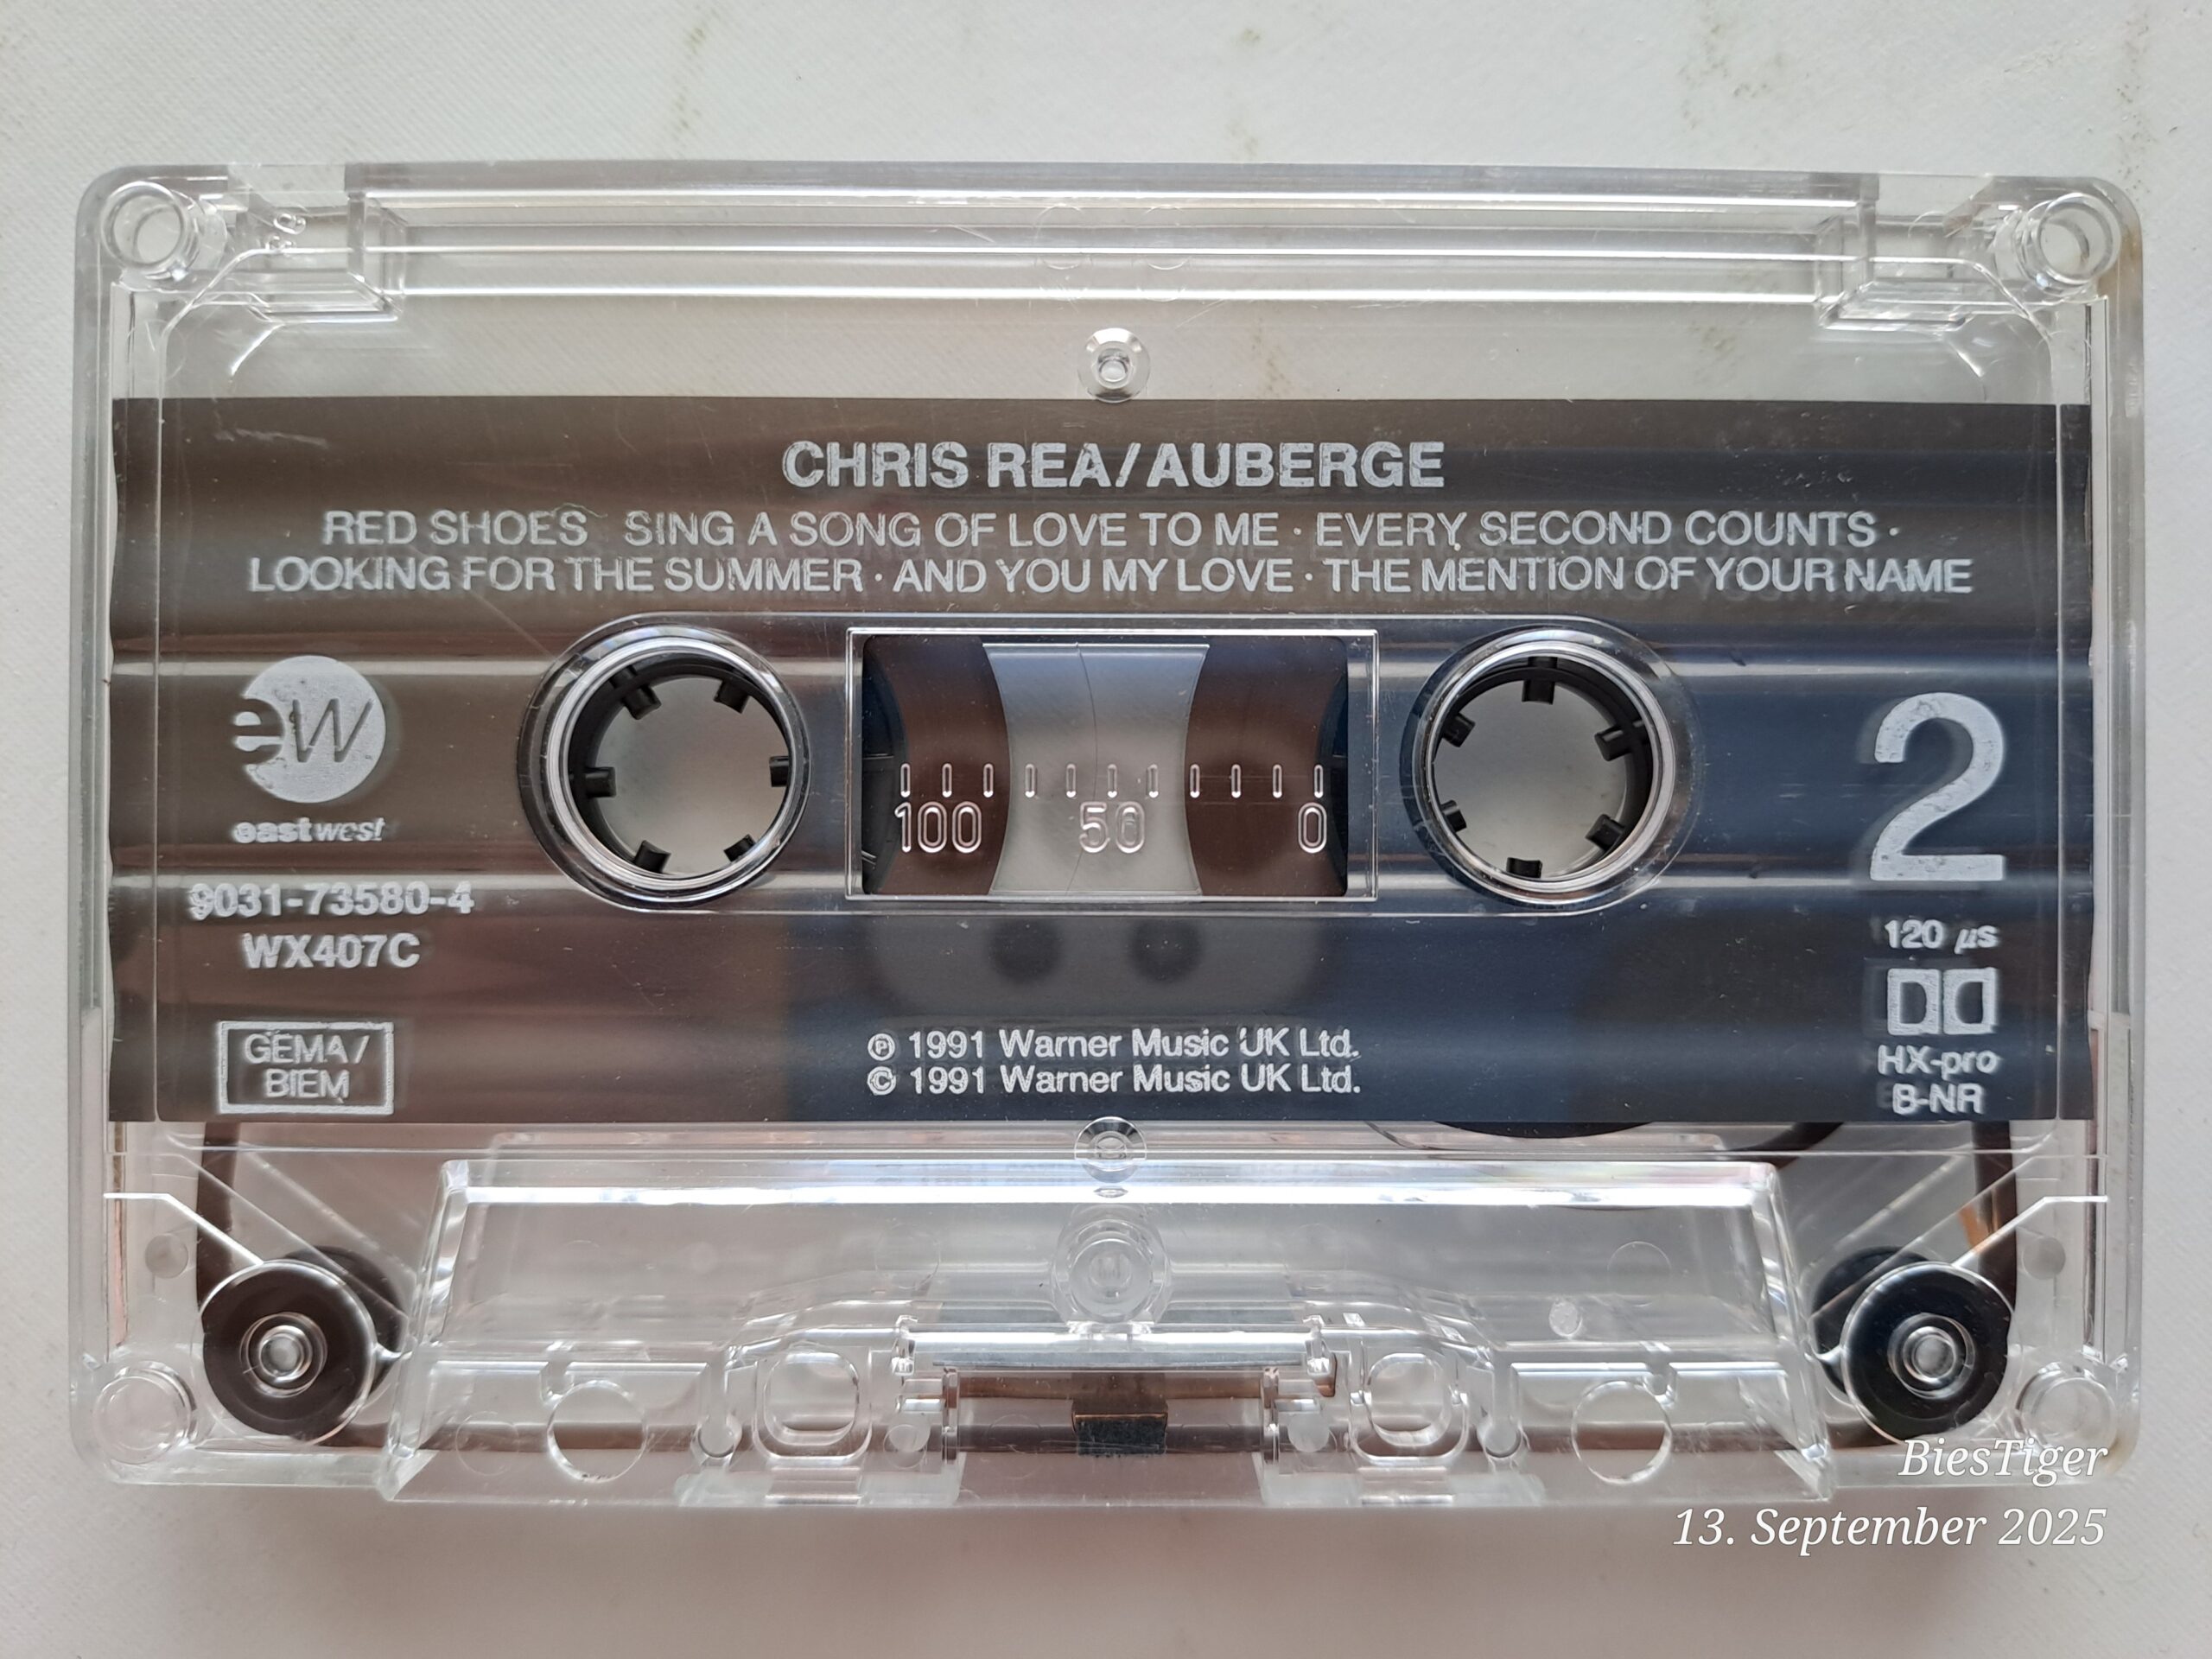 CHRIS REA/AUBERGE
RED SHOES SING A SONG OF LOVE TO ME · EVERY SECOND COUNTS ·
LOOKING FOR THE SUMMER · AND YOU MY LOVE · THE MENTION OF YOUR NAME
ew
eastwest
9031-73580-4
WX407C
GEMA/
BIEM
100 50 0
2
120 µs
HX-pro
B-NR
℗ 1991 Warner Music UK Ltd.
© 1991 Warner Music UK Ltd.
BiesTiger
13. September 2025